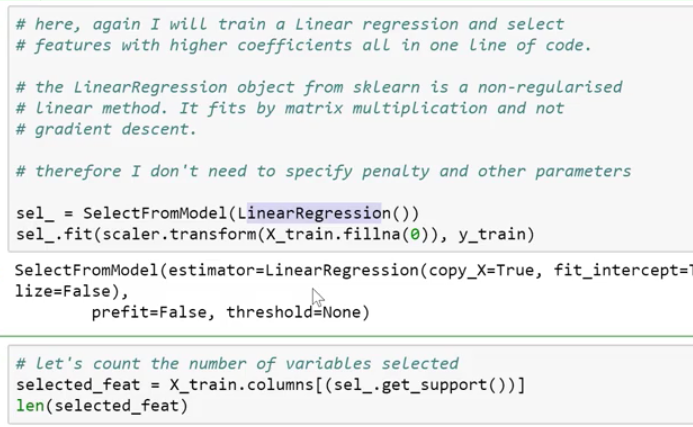 # here, again I will train a Linear regression and select
# features with higher coefficients all in one line of code.
# the LinearRegression object from sklearn is a non-regularised
# linear method. It fits by matrix multiplication and not
# gradient descent.
# therefore I don't need to specify penalty and other parameters
sel_ = SelectFromModel(LinearRegression())
sel_.fit(scaler.transform(X_train.fillna(0)), y_train)
SelectFromModel(estimator=LinearRegression(copy_X=True, fit_intercept=T
lize=False),
prefit=False, threshold=None)
# let's count the number of variables selected
selected_feat = X_train.columns[(sel_.get_support())]
len(selected_feat)